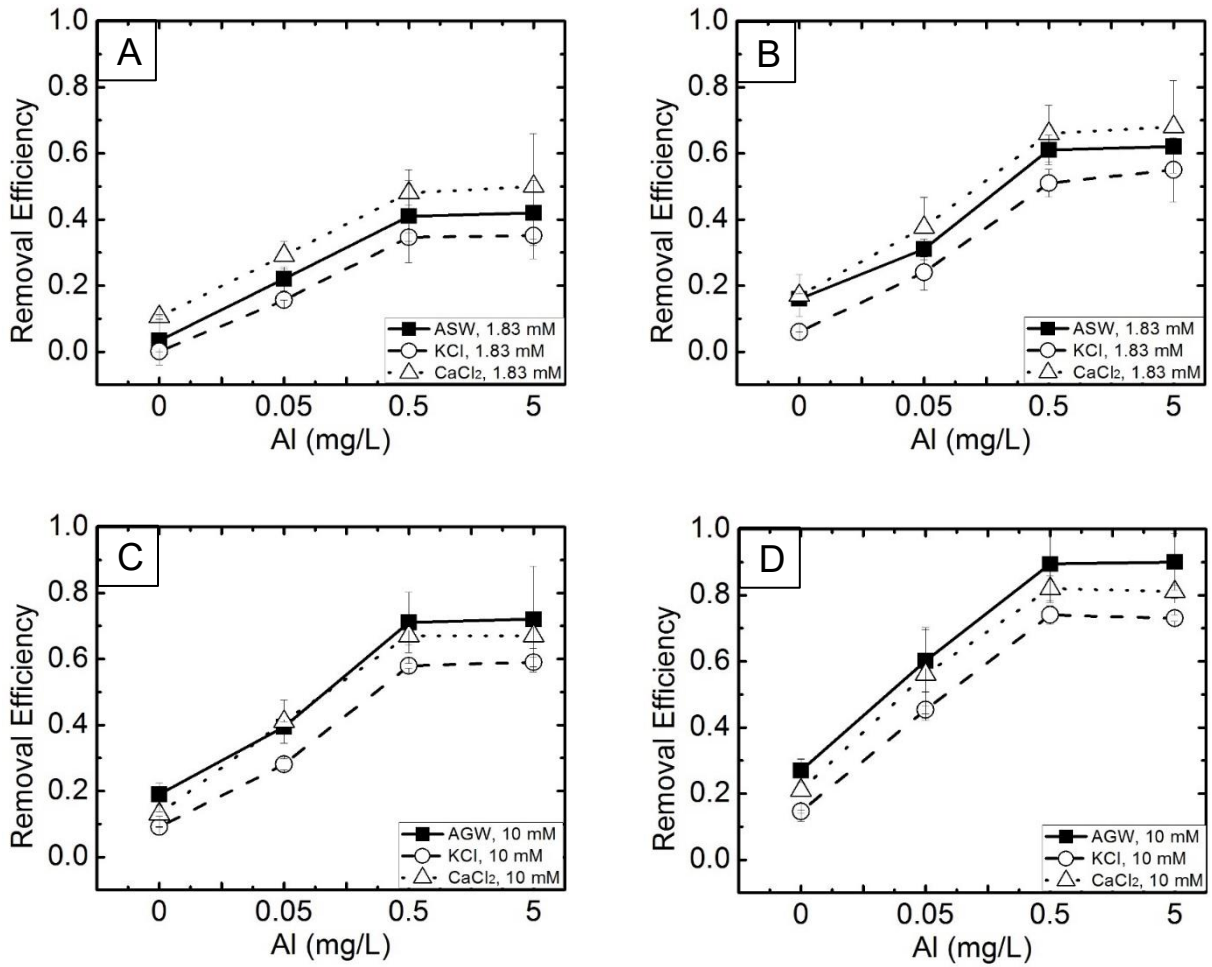 A
Removal Efficiency
1.0
0.8
0.6
0.4
0.2
0.0
ASW, 1.83 mM
KCl, 1.83 mM
CaCl₂, 1.83 mM
0 0.05 0.5 5
Al (mg/L)
B
Removal Efficiency
1.0
0.8
0.6
0.4
0.2
0.0
ASW, 1.83 mM
KCl, 1.83 mM
CaCl₂, 1.83 mM
0 0.05 0.5 5
Al (mg/L)
C
Removal Efficiency
1.0
0.8
0.6
0.4
0.2
0.0
AGW, 10 mM
KCl, 10 mM
CaCl₂, 10 mM
0 0.05 0.5 5
Al (mg/L)
D
Removal Efficiency
1.0
0.8
0.6
0.4
0.2
0.0
AGW, 10 mM
KCl, 10 mM
CaCl₂, 10 mM
0 0.05 0.5 5
Al (mg/L)